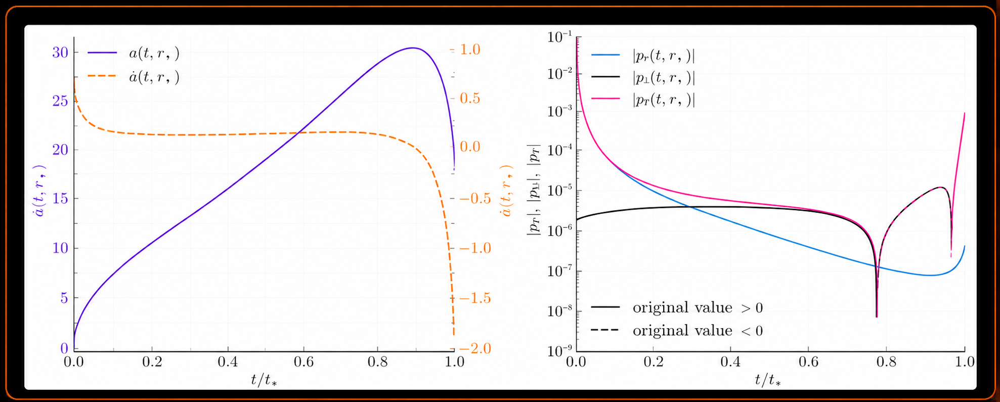 a(t, r, )
ȧ(t, r, )
30
25
20
15
10
5
0
ȧ(t, r, )
1.0
0.5
0.0
−0.5
−1.0
−1.5
−2.0
ȧ(t, r, )
0.0 0.2 0.4 0.6 0.8 1.0
t/t∗
|pᵣ(t, r, )|
|p⊥(t, r, )|
|p_T(t, r, )|
10⁻¹
10⁻²
10⁻³
10⁻⁴
10⁻⁵
10⁻⁶
10⁻⁷
10⁻⁸
10⁻⁹
original value > 0
original value < 0
0.0 0.2 0.4 0.6 0.8 1.0
t/t∗